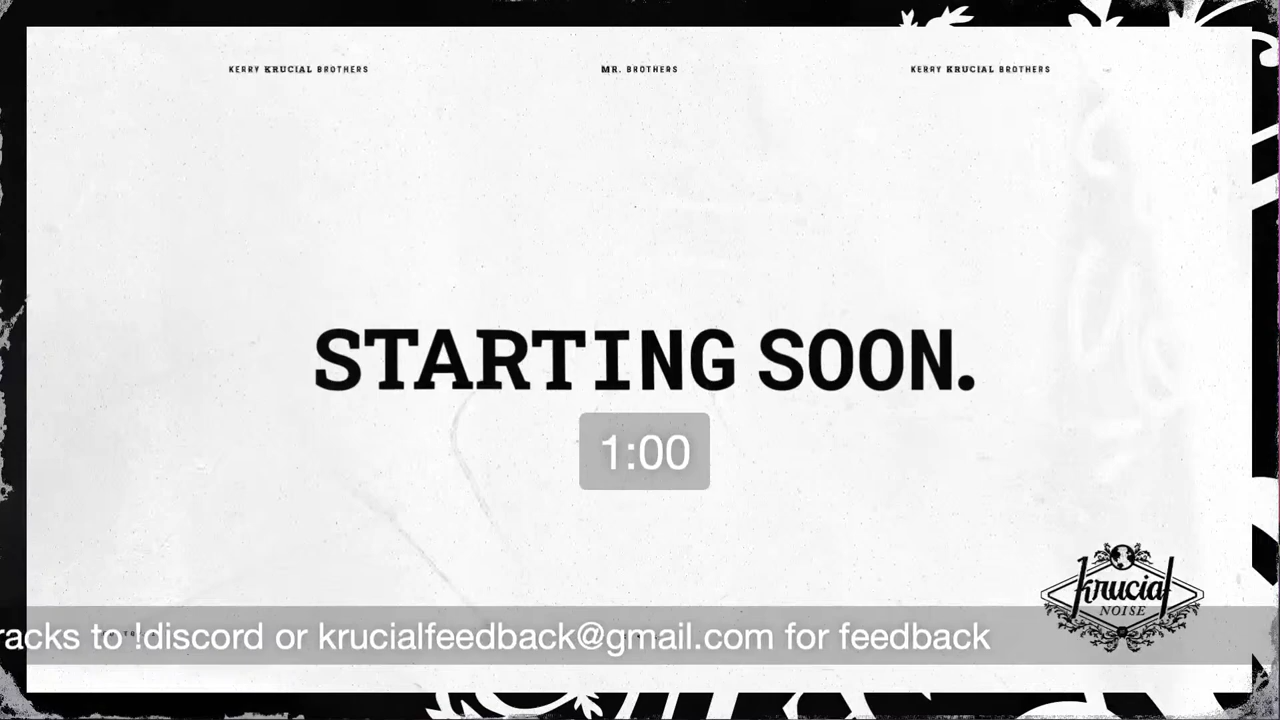 KERRY KRUCIAL BROTHERS
MR. BROTHERS
KERRY KRUCIAL BROTHERS
STARTING SOON.
1:00
krucial
NOISE
racks to !discord or krucialfeedback@gmail.com for feedback